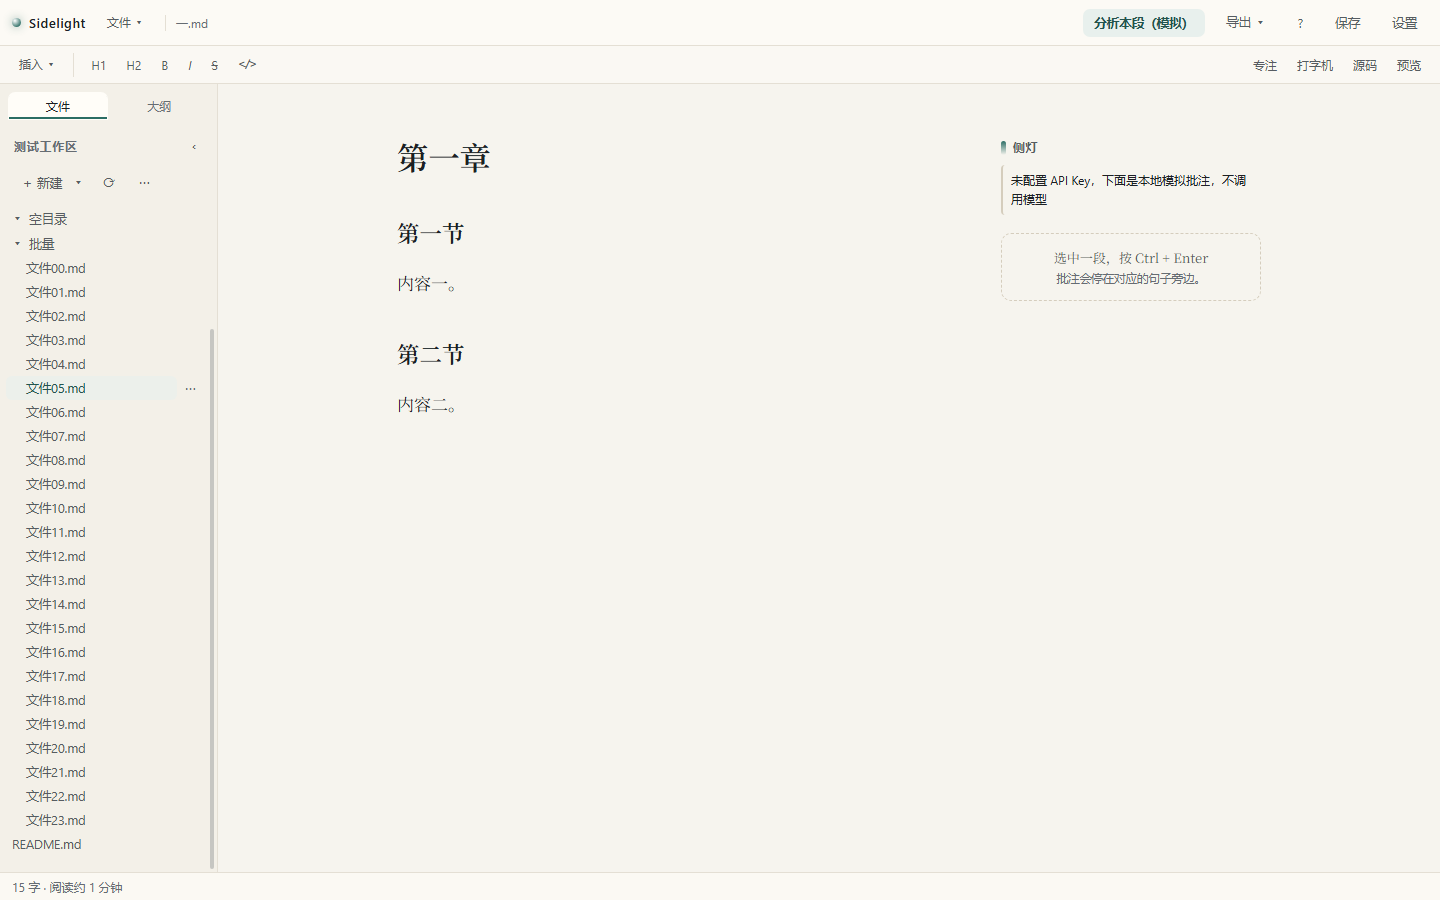 Sidelight 文件 一.md 分析本段（模拟） 导出 ? 保存 设置
插入 H1 H2 B I S </> 专注 打字机 源码 预览
文件 大纲
测试工作区
+ 新建 ...
空目录
批量
文件00.md
文件01.md
文件02.md
文件03.md
文件04.md
文件05.md ...
文件06.md
文件07.md
文件08.md
文件09.md
文件10.md
文件11.md
文件12.md
文件13.md
文件14.md
文件15.md
文件16.md
文件17.md
文件18.md
文件19.md
文件20.md
文件21.md
文件22.md
文件23.md
README.md
第一章
第一节
内容一。
第二节
内容二。
侧灯
未配置 API Key，下面是本地模拟批注，不调
用模型
选中一段，按 Ctrl + Enter
批注会停在对应的句子旁边。
15 字 · 阅读约 1 分钟